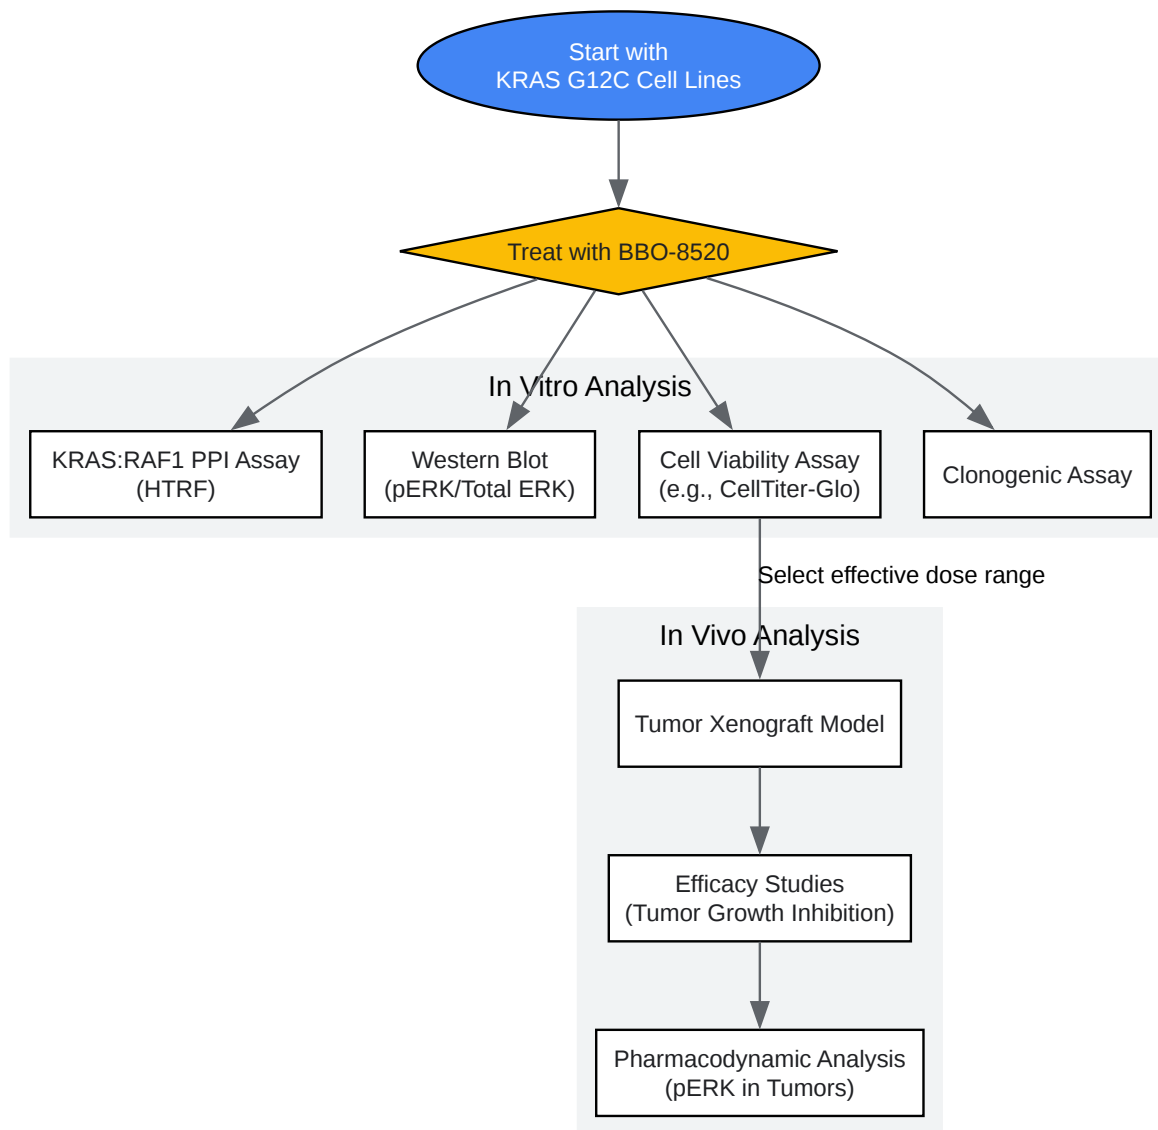 Start with
KRAS G12C Cell Lines
Treat with BBO-8520
In Vitro Analysis
KRAS:RAF1 PPI Assay
(HTRF)
Western Blot
(pERK/Total ERK)
Cell Viability Assay
(e.g., CellTiter-Glo)
Clonogenic Assay
Select effective dose range
In Vivo Analysis
Tumor Xenograft Model
Efficacy Studies
(Tumor Growth Inhibition)
Pharmacodynamic Analysis
(pERK in Tumors)